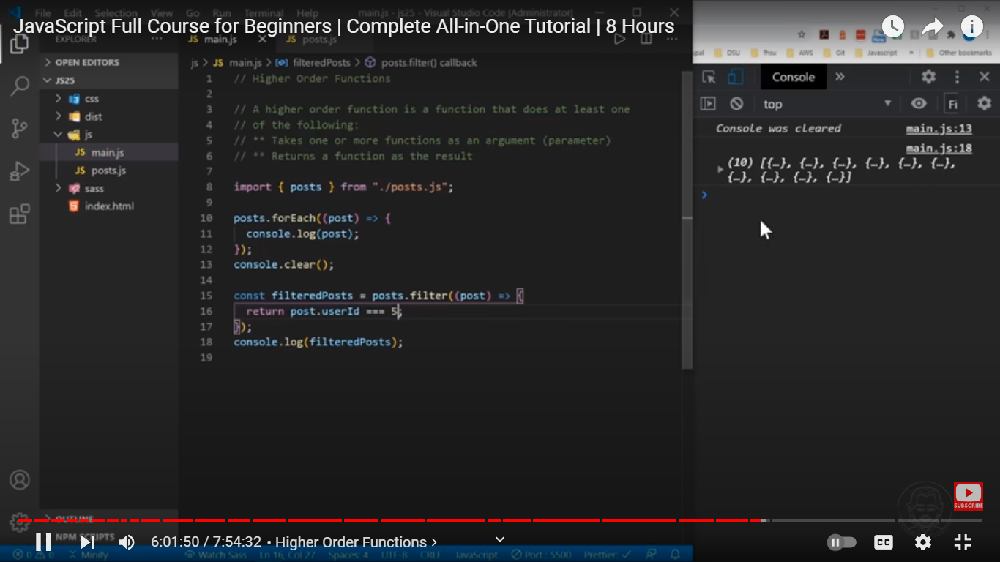 File Edit Selection View Go Run Terminal Help main.js - js25 - Visual Studio Code [Administrator]
JavaScript Full Course for Beginners | Complete All-in-One Tutorial | 8 Hours
EXPLORER
JS main.js
JS posts.js
OPEN EDITORS
JS25
css
dist
js
JS main.js
JS posts.js
sass
index.html
OUTLINE
NPM SCRIPTS
js > JS main.js > filteredPosts > posts.filter() callback
1 // Higher Order Functions
2
3 // A higher order function is a function that does at least one
4 // of the following:
5 // ** Takes one or more functions as an argument (parameter)
6 // ** Returns a function as the result
7
8 import { posts } from "./posts.js";
9
10 posts.forEach((post) => {
11 console.log(post);
12 });
13 console.clear();
14
15 const filteredPosts = posts.filter((post) => {
16 return post.userId === 5;
17 });
18 console.log(filteredPosts);
19
DSU fhsu AWS Git Javascript » Other bookmarks
Console »
top Fi
Console was cleared main.js:13
main.js:18
(10) [{…}, {…}, {…}, {…}, {…}, {…},
{…}, {…}, {…}, {…}]
SUBSCRIBE
6:01:50 / 7:54:32 • Higher Order Functions >
CC
0 0 Minify Watch Sass Ln 16, Col 27 Spaces: 4 UTF-8 CRLF JavaScript Port : 5500 Prettier: ✓